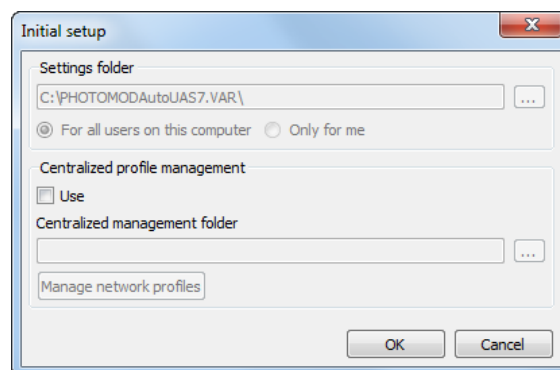 Initial setup
Settings folder
C:\PHOTOMODAutoUAS7.VAR\
...
For all users on this computer Only for me
Centralized profile management
Use
Centralized management folder
...
Manage network profiles
OK Cancel